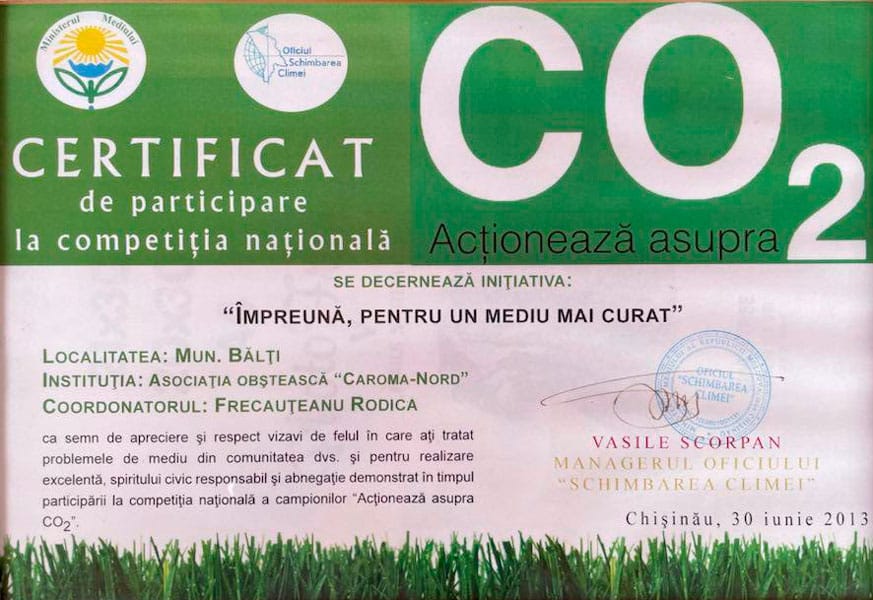 Ministerul Mediului
Oficiul
Schimbarea
Climei
CO2
CERTIFICAT
de participare
la competiția națională
Acționează asupra
SE DECERNEAZĂ INIȚIATIVA:
“ÎMPREUNĂ, PENTRU UN MEDIU MAI CURAT”
LOCALITATEA: MUN. BĂLȚI
INSTITUȚIA: ASOCIAȚIA OBȘTEASCĂ “CAROMA-NORD”
COORDONATORUL: FRECAUȚEANU RODICA
ca semn de apreciere și respect vizavi de felul în care ați tratat
problemele de mediu din comunitatea dvs. și pentru realizare
excelentă, spiritului civic responsabil și abnegație demonstrat în timpul
participării la competiția națională a campionilor “Acționează asupra
CO2”.
OFICIUL
“SCHIMBAREA
CLIMEI”
VASILE SCORPAN
MANAGERUL OFICIULUI
“SCHIMBAREA CLIMEI”
Chișinău, 30 iunie 2013